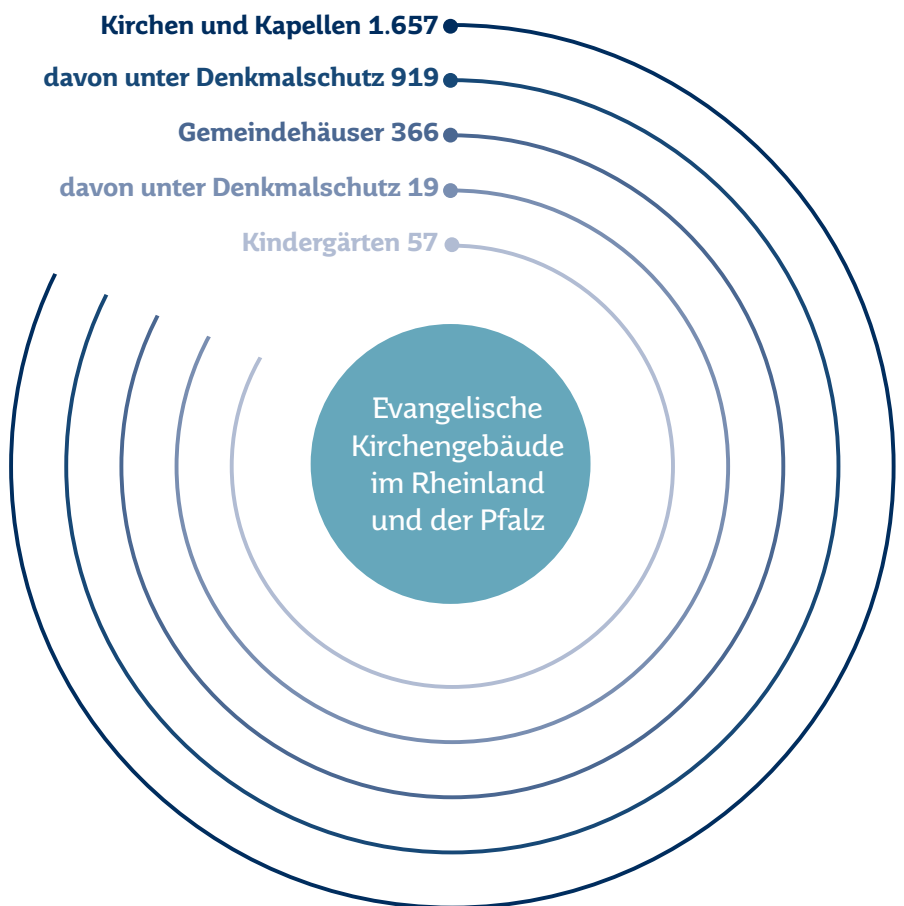 Kirchen und Kapellen 1.657
davon unter Denkmalschutz 919
Gemeindehäuser 366
davon unter Denkmalschutz 19
Kindergärten 57
Evangelische
Kirchengebäude
im Rheinland
und der Pfalz